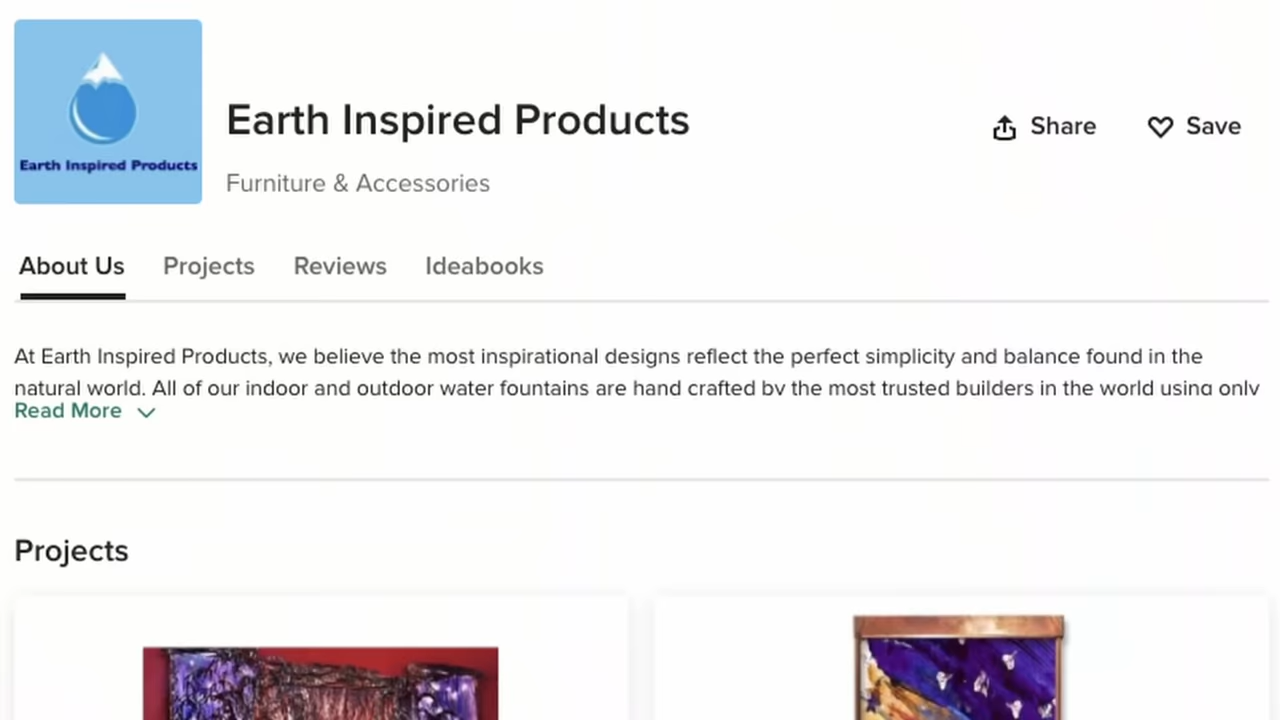 Earth Inspired Products
Earth Inspired Products
Share
Save
Furniture & Accessories
About Us
Projects
Reviews
Ideabooks
At Earth Inspired Products, we believe the most inspirational designs reflect the perfect simplicity and balance found in the
natural world. All of our indoor and outdoor water fountains are hand crafted by the most trusted builders in the world using only
Read More
Projects